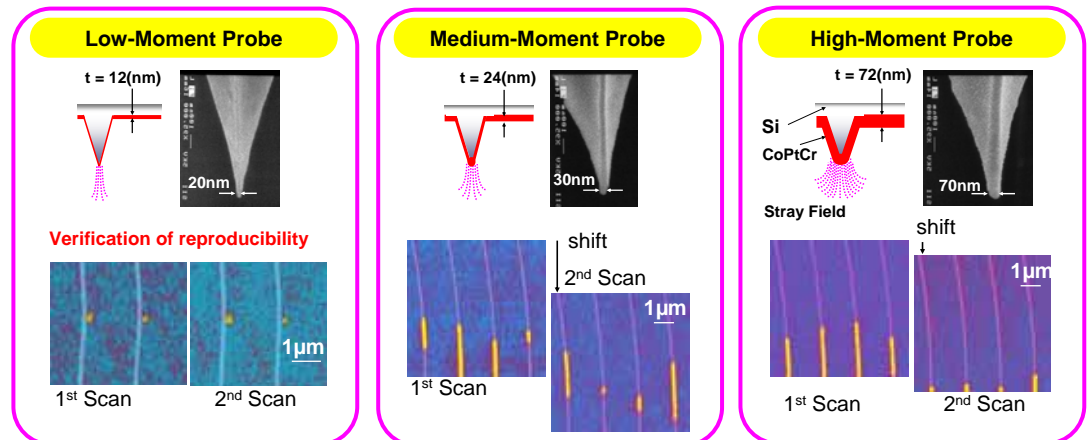 Low-Moment Probe
t = 12(nm)
20nm
Verification of reproducibility
1µm
1st Scan
2nd Scan
Medium-Moment Probe
t = 24(nm)
30nm
shift
2nd Scan
1µm
1st Scan
High-Moment Probe
t = 72(nm)
Si
CoPtCr
70nm
Stray Field
shift
1µm
1st Scan
2nd Scan